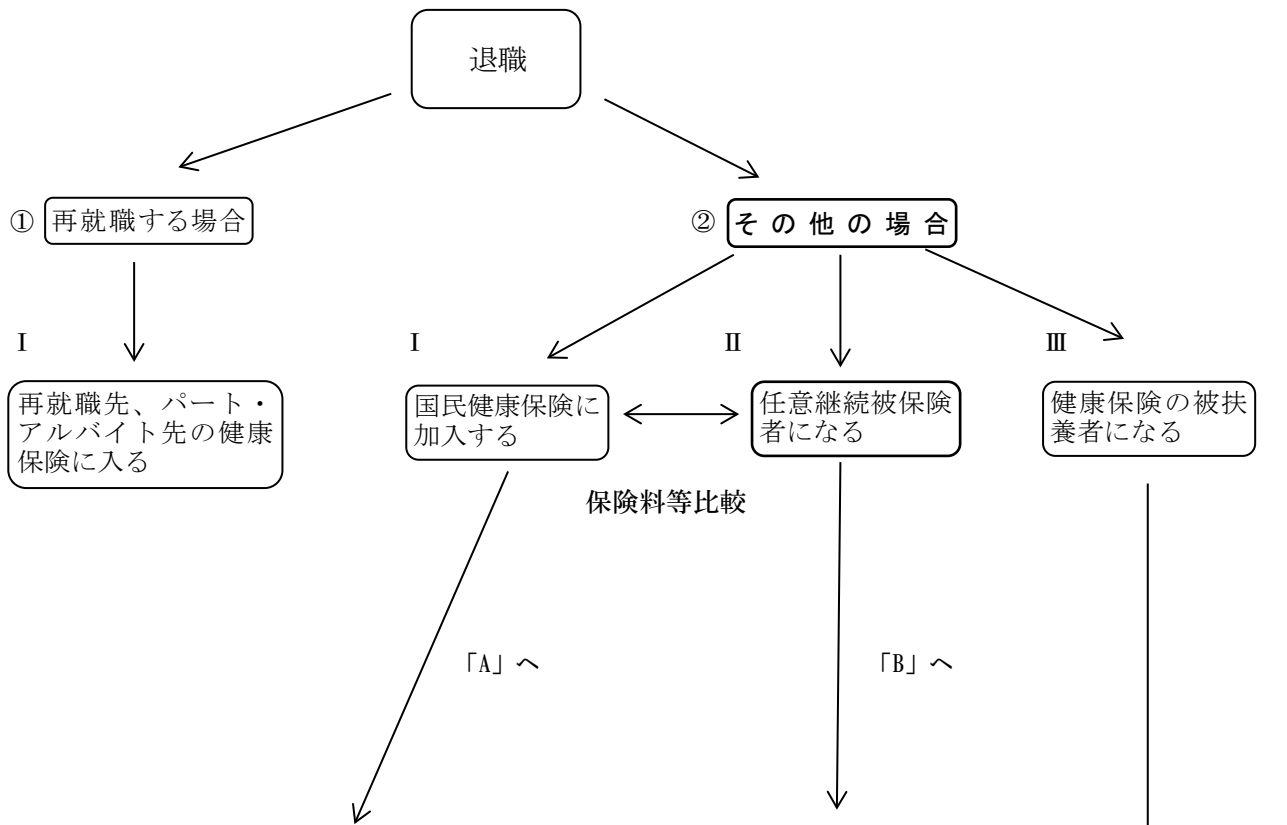 退職
① 再就職する場合
② その他の場合
Ⅰ
Ⅰ
Ⅱ
Ⅲ
再就職先、パート・
アルバイト先の健康
保険に入る
国民健康保険に
加入する
任意継続被保険
者になる
健康保険の被扶
養者になる
保険料等比較
「A」へ
「B」へ